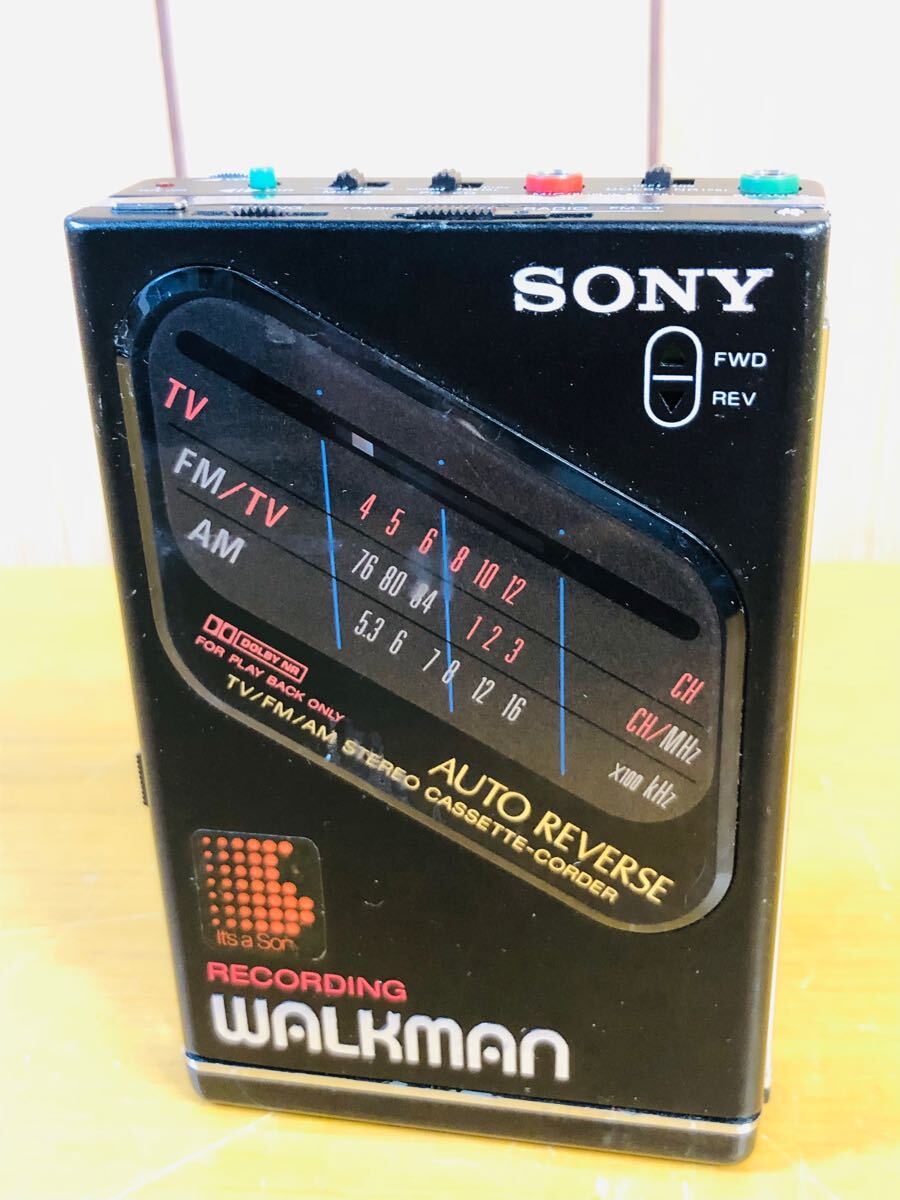 SONY
FWD
REV
TV
FM/TV
AM
4 5 6 8 10 12
76 80 84 1 2 3
5.3 6 7 8 12 16
CH
CH/MHz
X100 kHz
DOLBY NR
FOR PLAY BACK ONLY
AUTO REVERSE
TV/FM/AM STEREO CASSETTE-CORDER
It's a Sony
RECORDING
WALKMAN